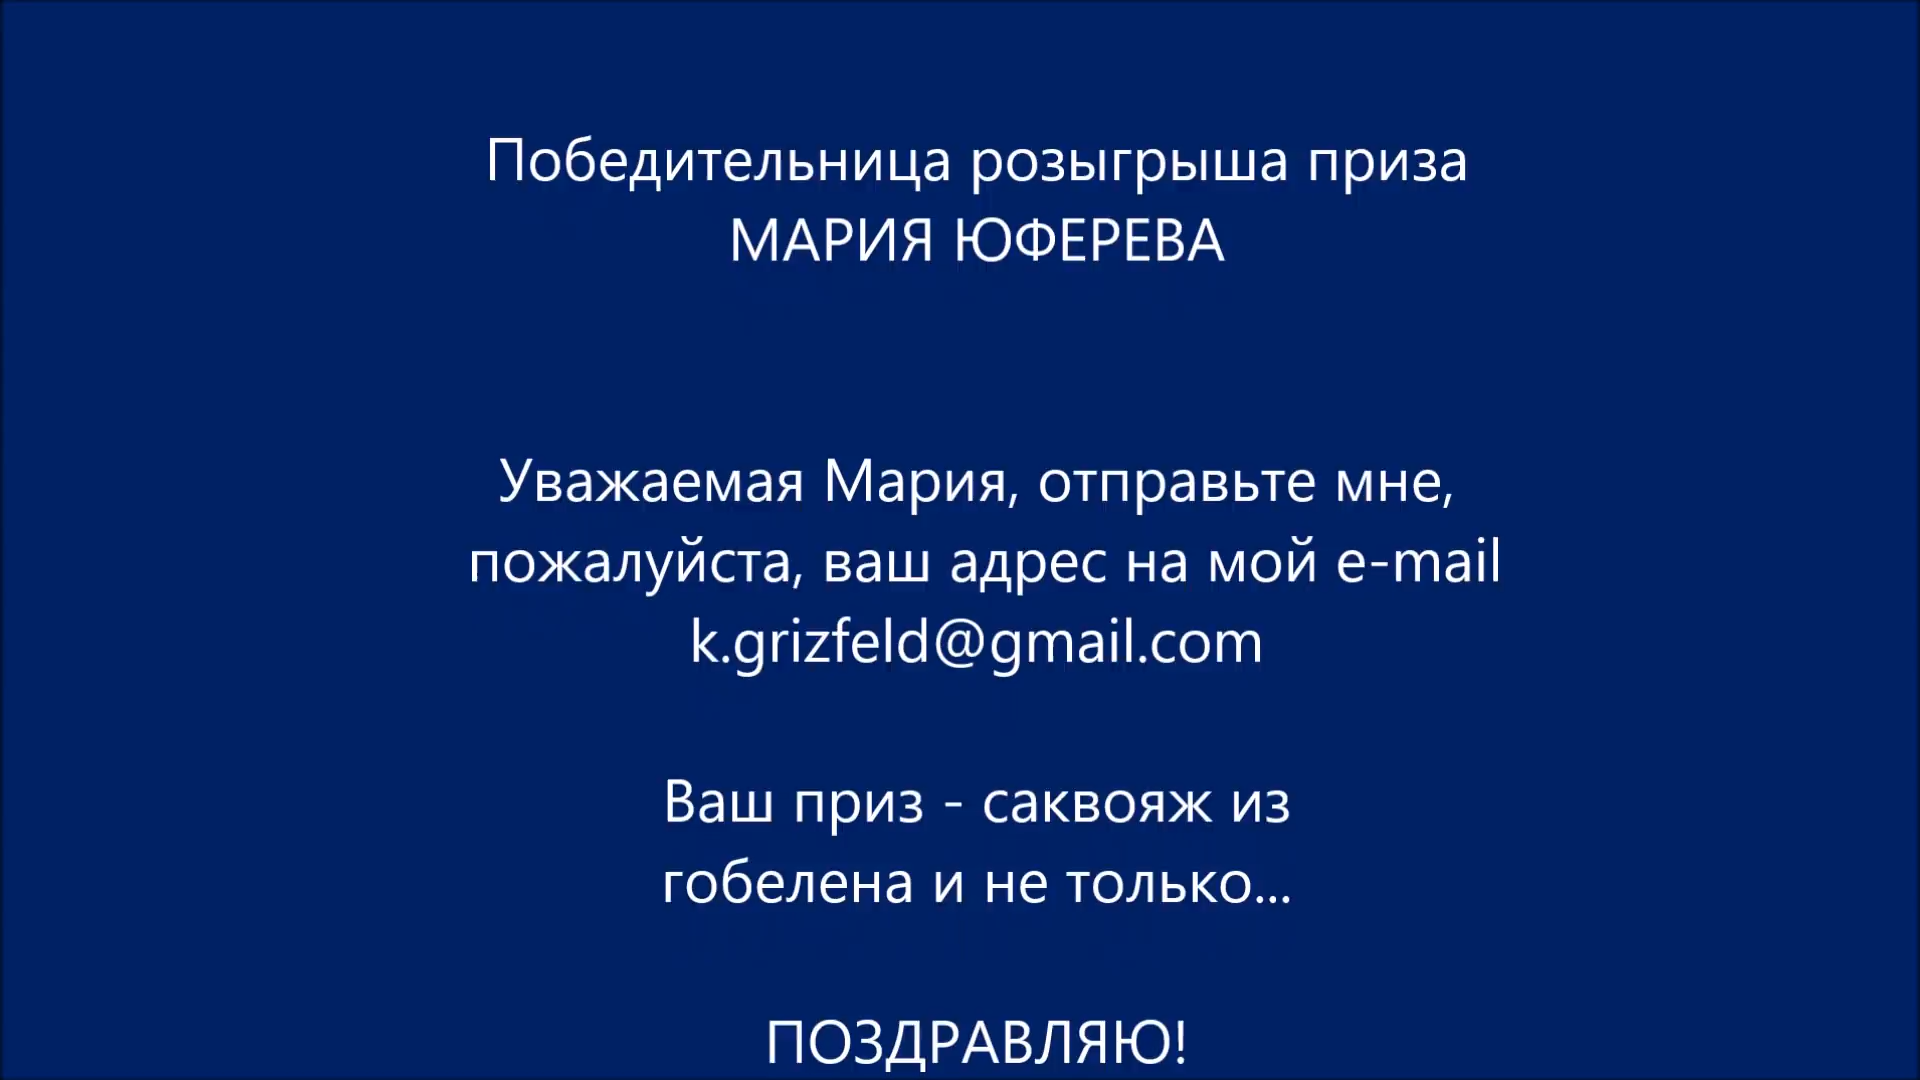 Победительница розыгрыша приза
МАРИЯ ЮФЕРЕВА
Уважаемая Мария, отправьте мне,
пожалуйста, ваш адрес на мой e-mail
k.grizfeld@gmail.com
Ваш приз - саквояж из
гобелена и не только...
ПОЗДРАВЛЯЮ!